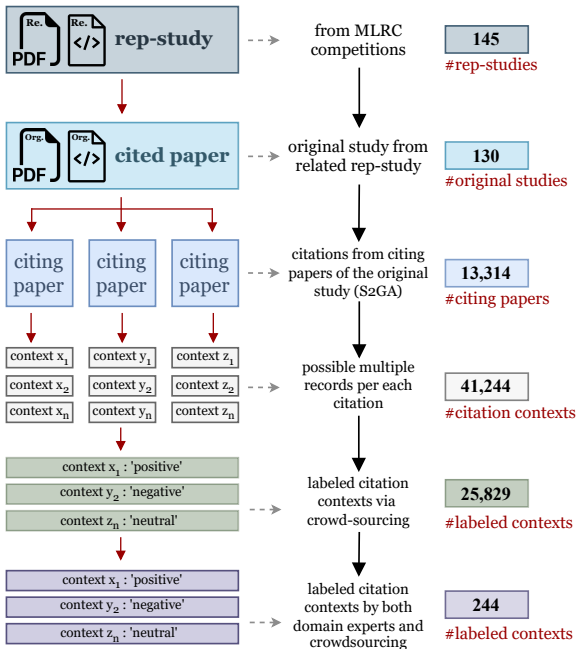 Re.
PDF
Re.
</>
rep-study
from MLRC
competitions
145
#rep-studies
Org.
PDF
Org.
</>
cited paper
original study from
related rep-study
130
#original studies
citing
paper
citing
paper
citing
paper
citations from citing
papers of the original
study (S2GA)
13,314
#citing papers
context x1
context y1
context z1
context x2
context y2
context z2
context xn
context yn
context zn
possible multiple
records per each
citation
41,244
#citation contexts
context x1 : 'positive'
context y2 : 'negative'
context zn : 'neutral'
labeled citation
contexts via
crowd-sourcing
25,829
#labeled contexts
context x1 : 'positive'
context y2 : 'negative'
context zn : 'neutral'
labeled citation
contexts by both
domain experts and
crowdsourcing
244
#labeled contexts